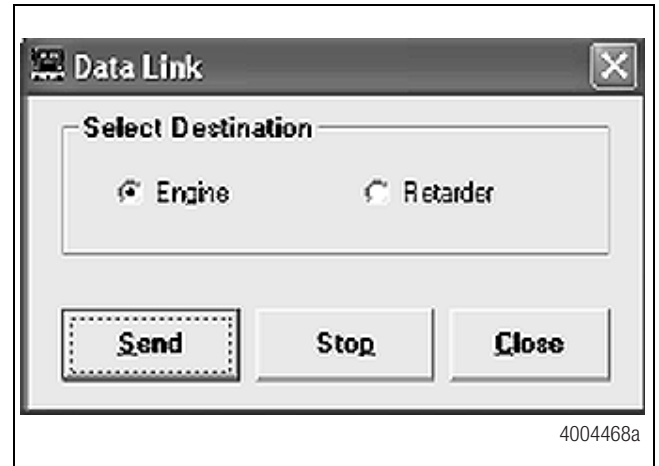 Data Link
Select Destination
Engine Retarder
Send Stop Close
4004468a